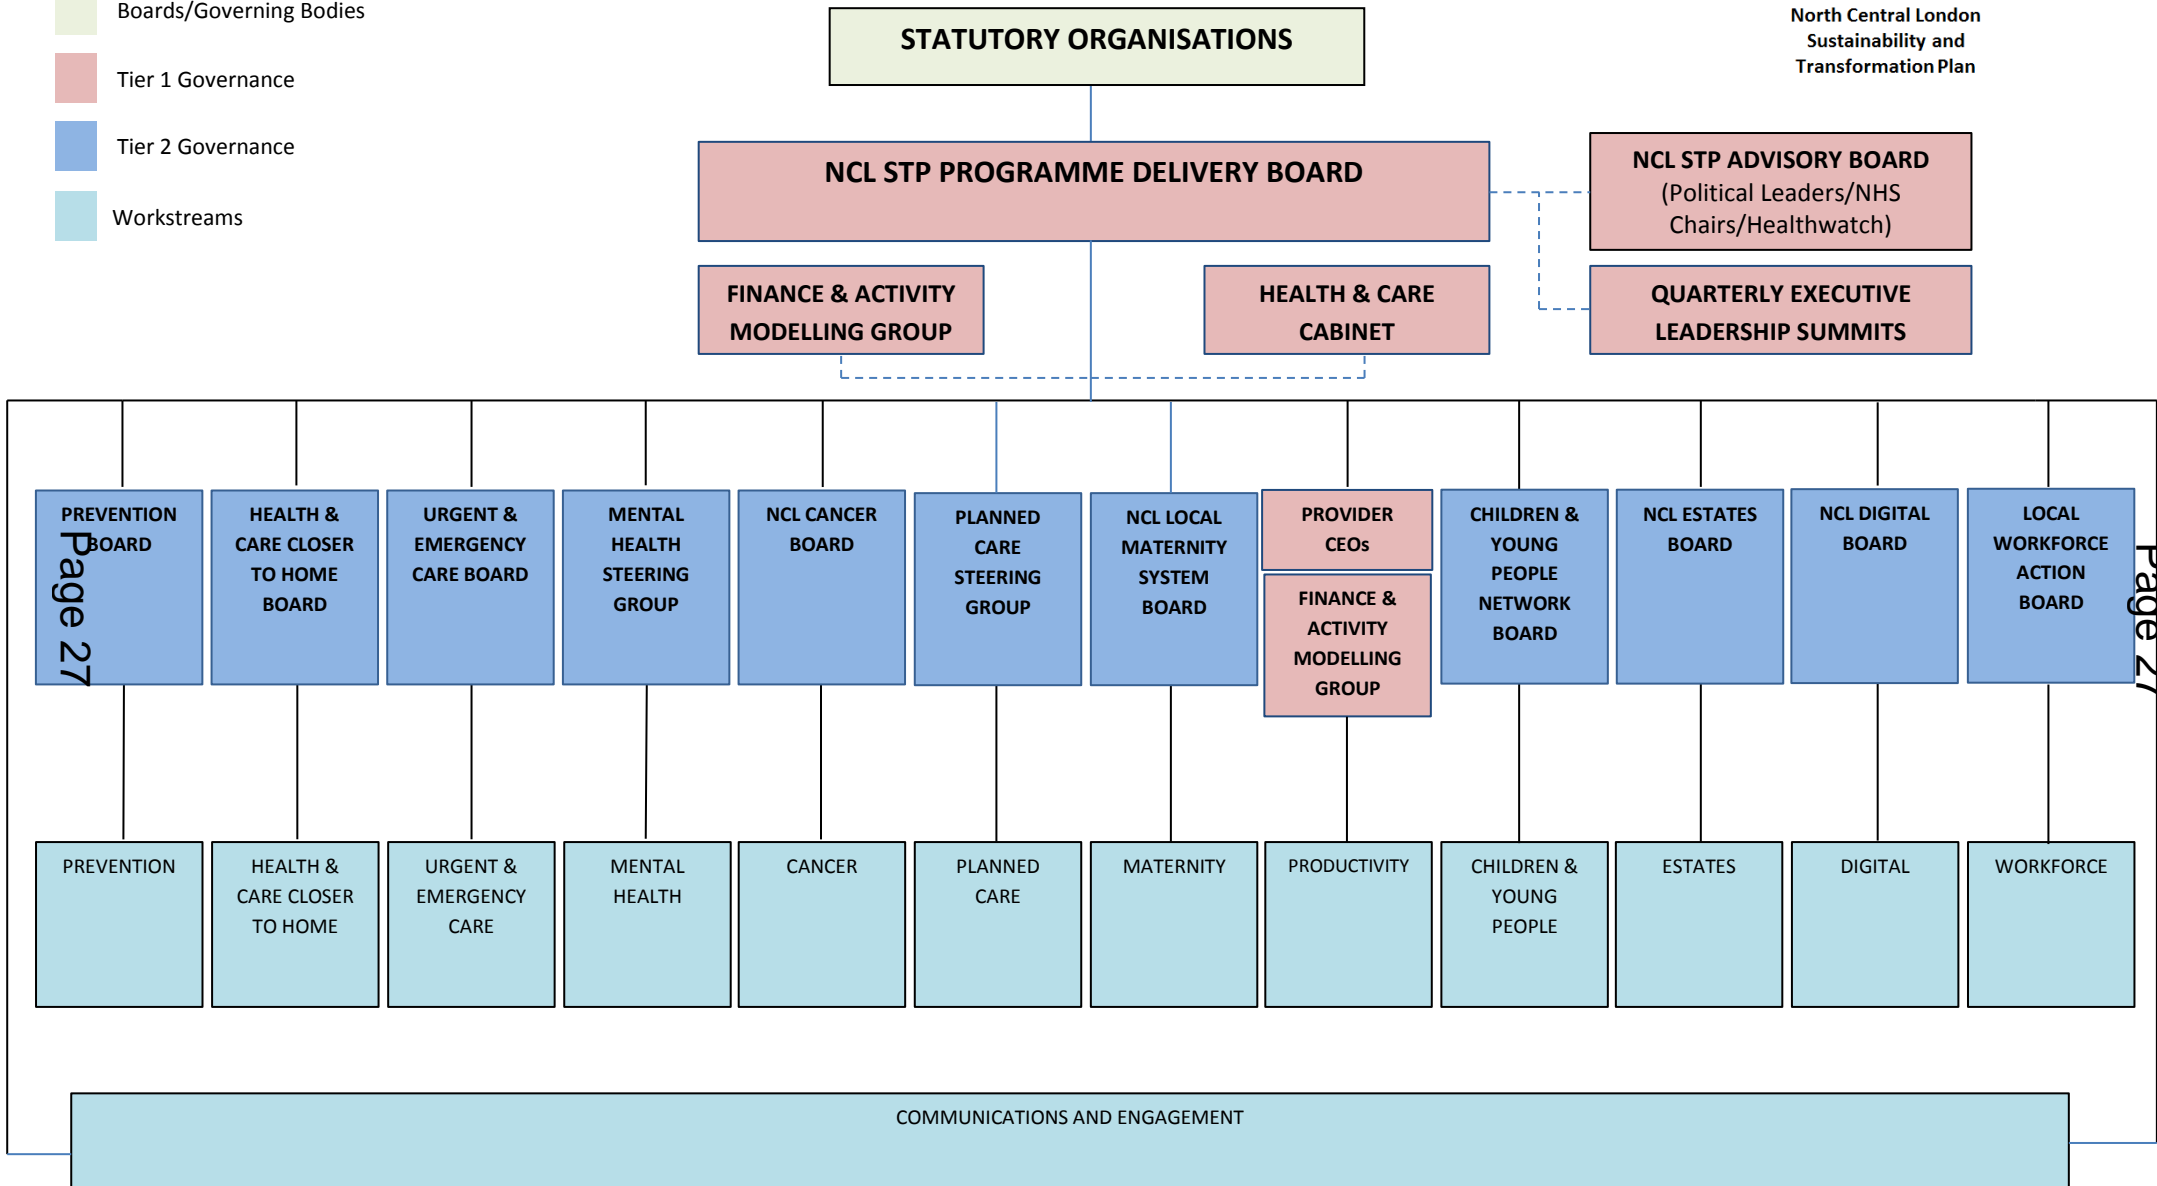 Boards/Governing Bodies
Tier 1 Governance
Tier 2 Governance
Workstreams
STATUTORY ORGANISATIONS
North Central London
Sustainability and
Transformation Plan
NCL STP PROGRAMME DELIVERY BOARD
NCL STP ADVISORY BOARD
(Political Leaders/NHS
Chairs/Healthwatch)
FINANCE & ACTIVITY
MODELLING GROUP
HEALTH & CARE
CABINET
QUARTERLY EXECUTIVE
LEADERSHIP SUMMITS
PREVENTION
BOARD
HEALTH &
CARE CLOSER
TO HOME
BOARD
URGENT &
EMERGENCY
CARE BOARD
MENTAL
HEALTH
STEERING
GROUP
NCL CANCER
BOARD
PLANNED
CARE
STEERING
GROUP
NCL LOCAL
MATERNITY
SYSTEM
BOARD
PROVIDER
CEOs
FINANCE &
ACTIVITY
MODELLING
GROUP
CHILDREN &
YOUNG
PEOPLE
NETWORK
BOARD
NCL ESTATES
BOARD
NCL DIGITAL
BOARD
LOCAL
WORKFORCE
ACTION
BOARD
Page 27
Page 27
PREVENTION
HEALTH &
CARE CLOSER
TO HOME
URGENT &
EMERGENCY
CARE
MENTAL
HEALTH
CANCER
PLANNED
CARE
MATERNITY
PRODUCTIVITY
CHILDREN &
YOUNG
PEOPLE
ESTATES
DIGITAL
WORKFORCE
COMMUNICATIONS AND ENGAGEMENT